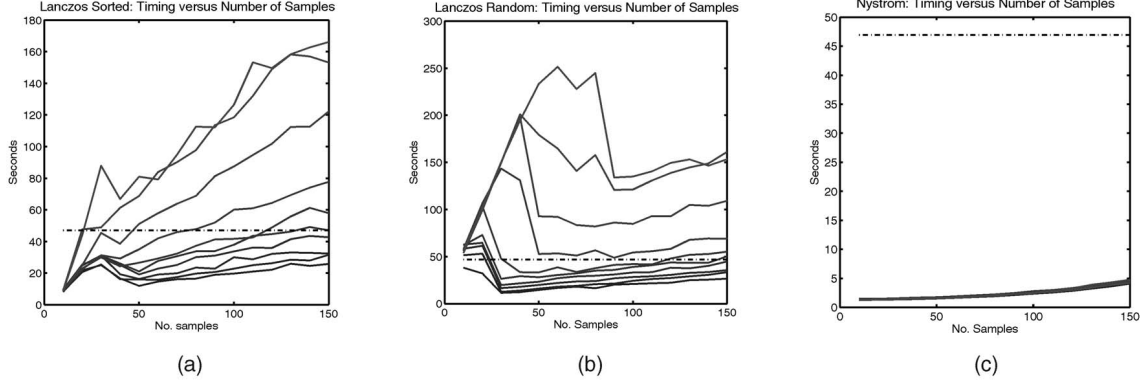 Lanczos Sorted: Timing versus Number of Samples
180
160
140
120
100
80
60
40
20
0
Seconds
0 50 100 150
No. samples
(a)
Lanczos Random: Timing versus Number of Samples
300
250
200
150
100
50
0
Seconds
0 50 100 150
No. Samples
(b)
Nystrom: Timing versus Number of Samples
50
45
40
35
30
25
20
15
10
5
0
Seconds
0 50 100 150
No. Samples
(c)